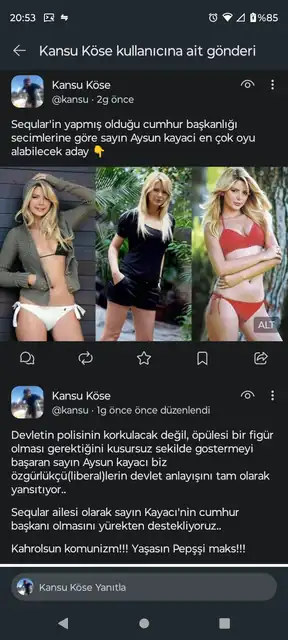 20:53
%85
Kansu Köse kullanıcına ait gönderi
Kansu Köse
@kansu · 2g önce
Seqular'in yapmış olduğu cumhur başkanlığı
secimlerine göre sayın Aysun kayaci en çok oyu
alabilecek aday 👇
ALT
Kansu Köse
@kansu · 1g önce önce düzenlendi
Devletin polisinin korkulacak değil, öpülesi bir figür
olması gerektiğini kusursuz sekilde gostermeyi
başaran sayın Aysun kayaci biz
özgürlükçü(liberal)lerin devlet anlayışını tam olarak
yansıtıyor..
Seqular ailesi olarak sayın Kayacı'nin cumhur
başkanı olmasını yürekten destekliyoruz..
Kahrolsun komunizm!!! Yaşasın Pepşşi maks!!!
Kansu Köse Yanıtla